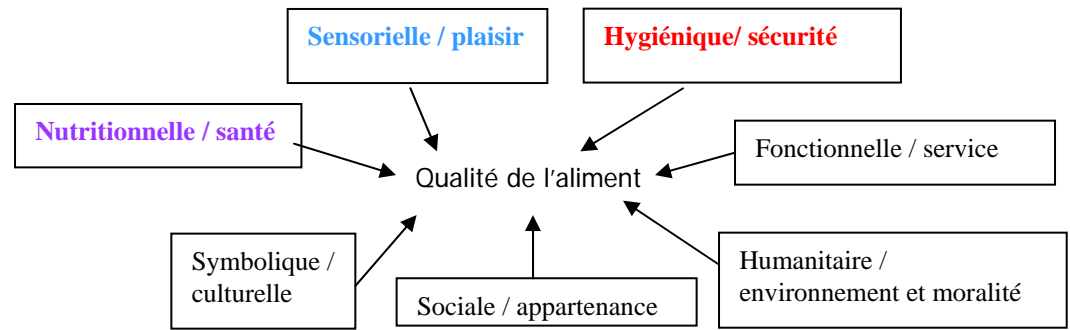 Sensorielle / plaisir
Hygiénique/ sécurité
Nutritionnelle / santé
Fonctionnelle / service
Qualité de l'aliment
Symbolique /
culturelle
Sociale / appartenance
Humanitaire /
environnement et moralité